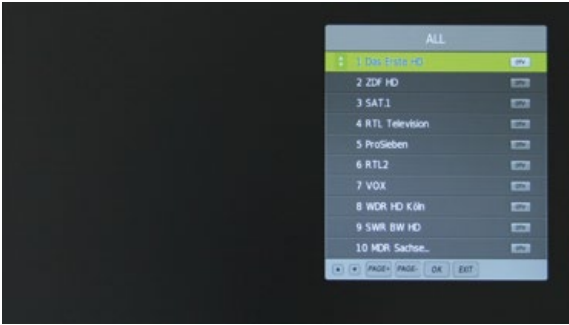 ALL
1 Das Erste HD
2 ZDF HD
3 SAT.1
4 RTL Television
5 ProSieben
6 RTL2
7 VOX
8 WDR HD Köln
9 SWR BW HD
10 MDR Sachse...
PAGE+ PAGE- OK EXIT